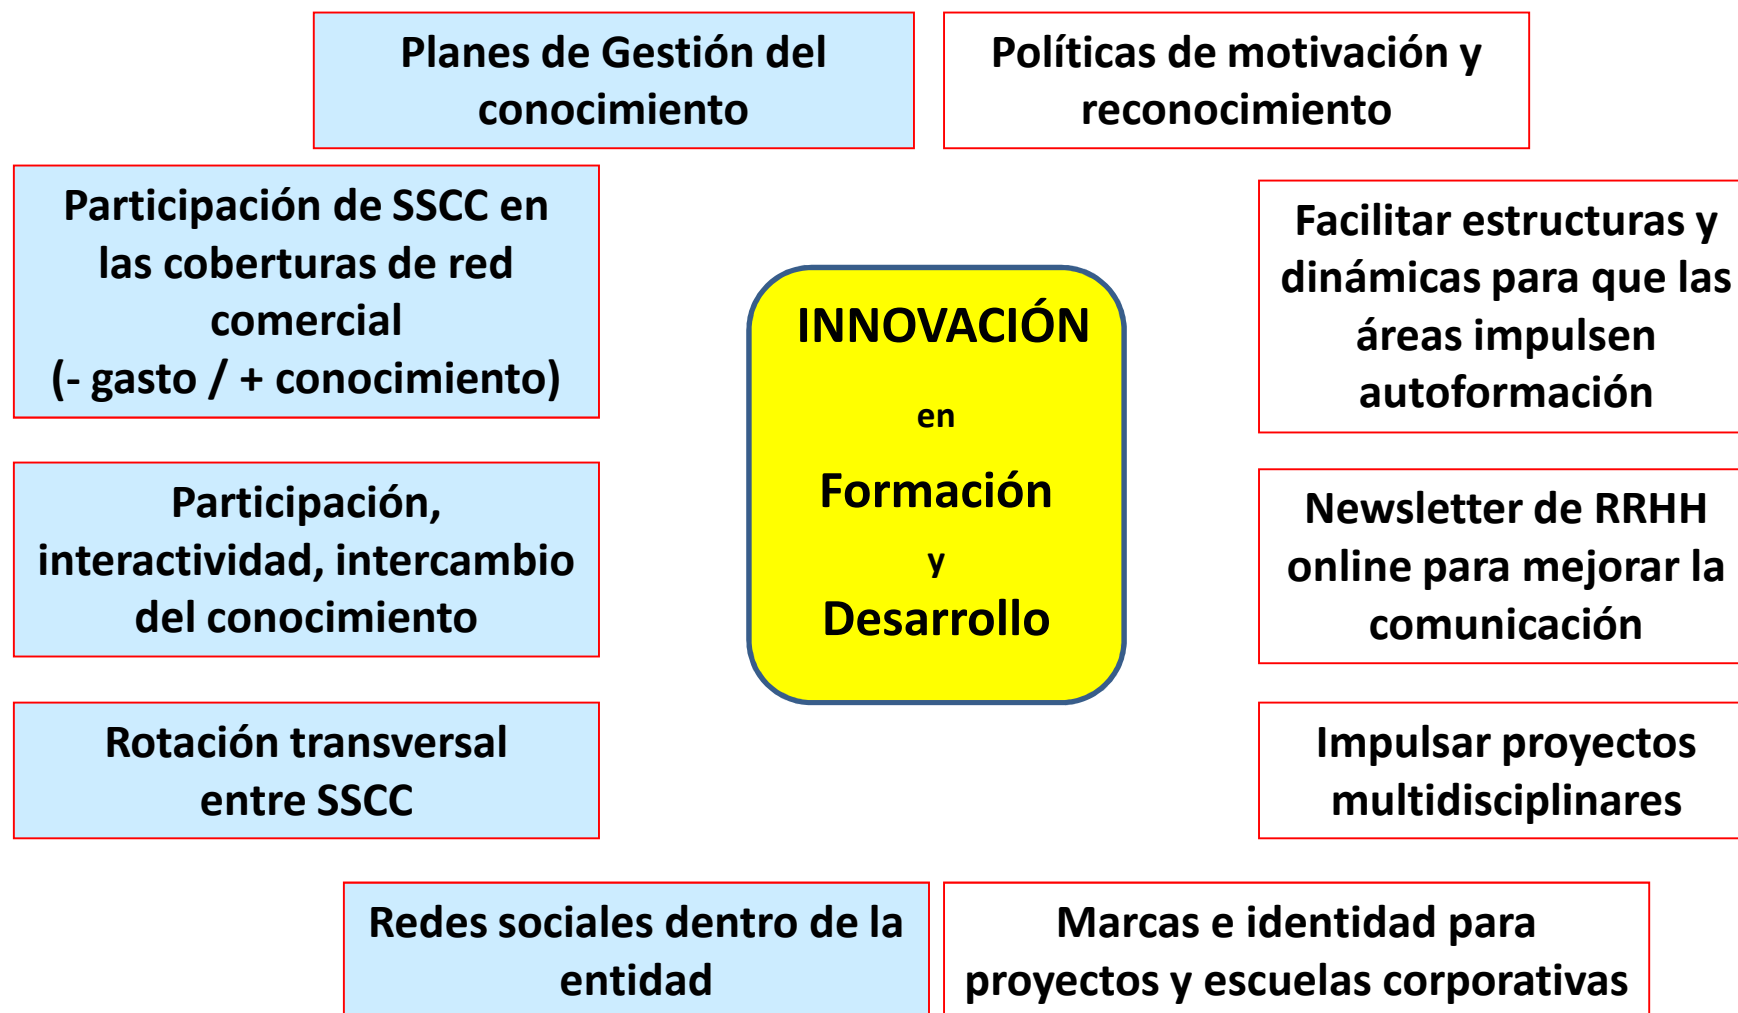 Planes de Gestión del
conocimiento
Políticas de motivación y
reconocimiento
Participación de SSCC en
las coberturas de red
comercial
(- gasto / + conocimiento)
Facilitar estructuras y
dinámicas para que las
áreas impulsen
autoformación
INNOVACIÓN
en
Formación
y
Desarrollo
Participación,
interactividad, intercambio
del conocimiento
Newsletter de RRHH
online para mejorar la
comunicación
Rotación transversal
entre SSCC
Impulsar proyectos
multidisciplinares
Redes sociales dentro de la
entidad
Marcas e identidad para
proyectos y escuelas corporativas